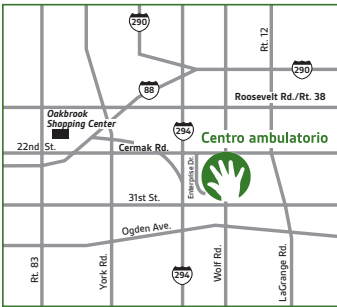 290
Rt. 12
290
88
Roosevelt Rd./Rt. 38
Oakbrook
Shopping Center
294
Centro ambulatorio
22nd St.
Cermak Rd.
Enterprise Dr.
31st St.
Ogden Ave.
Rt. 83
York Rd.
294
Wolf Rd.
LaGrange Rd.